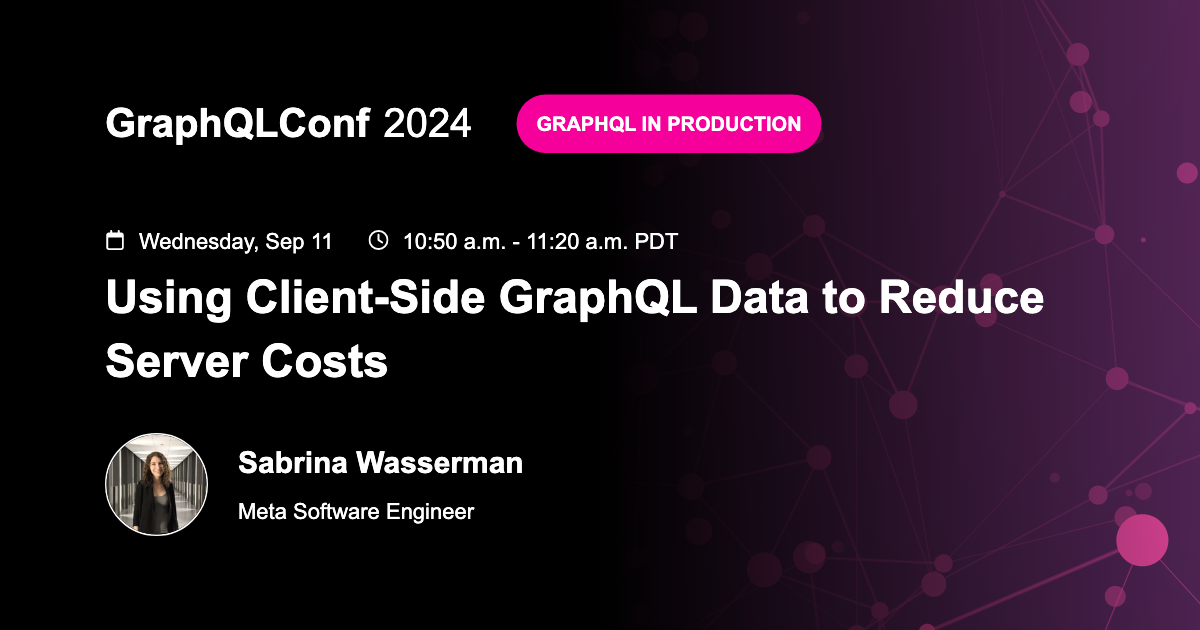 GraphQLConf 2024
GRAPHQL IN PRODUCTION
Wednesday, Sep 11 10:50 a.m. - 11:20 a.m. PDT
Using Client-Side GraphQL Data to Reduce
Server Costs
Sabrina Wasserman
Meta Software Engineer